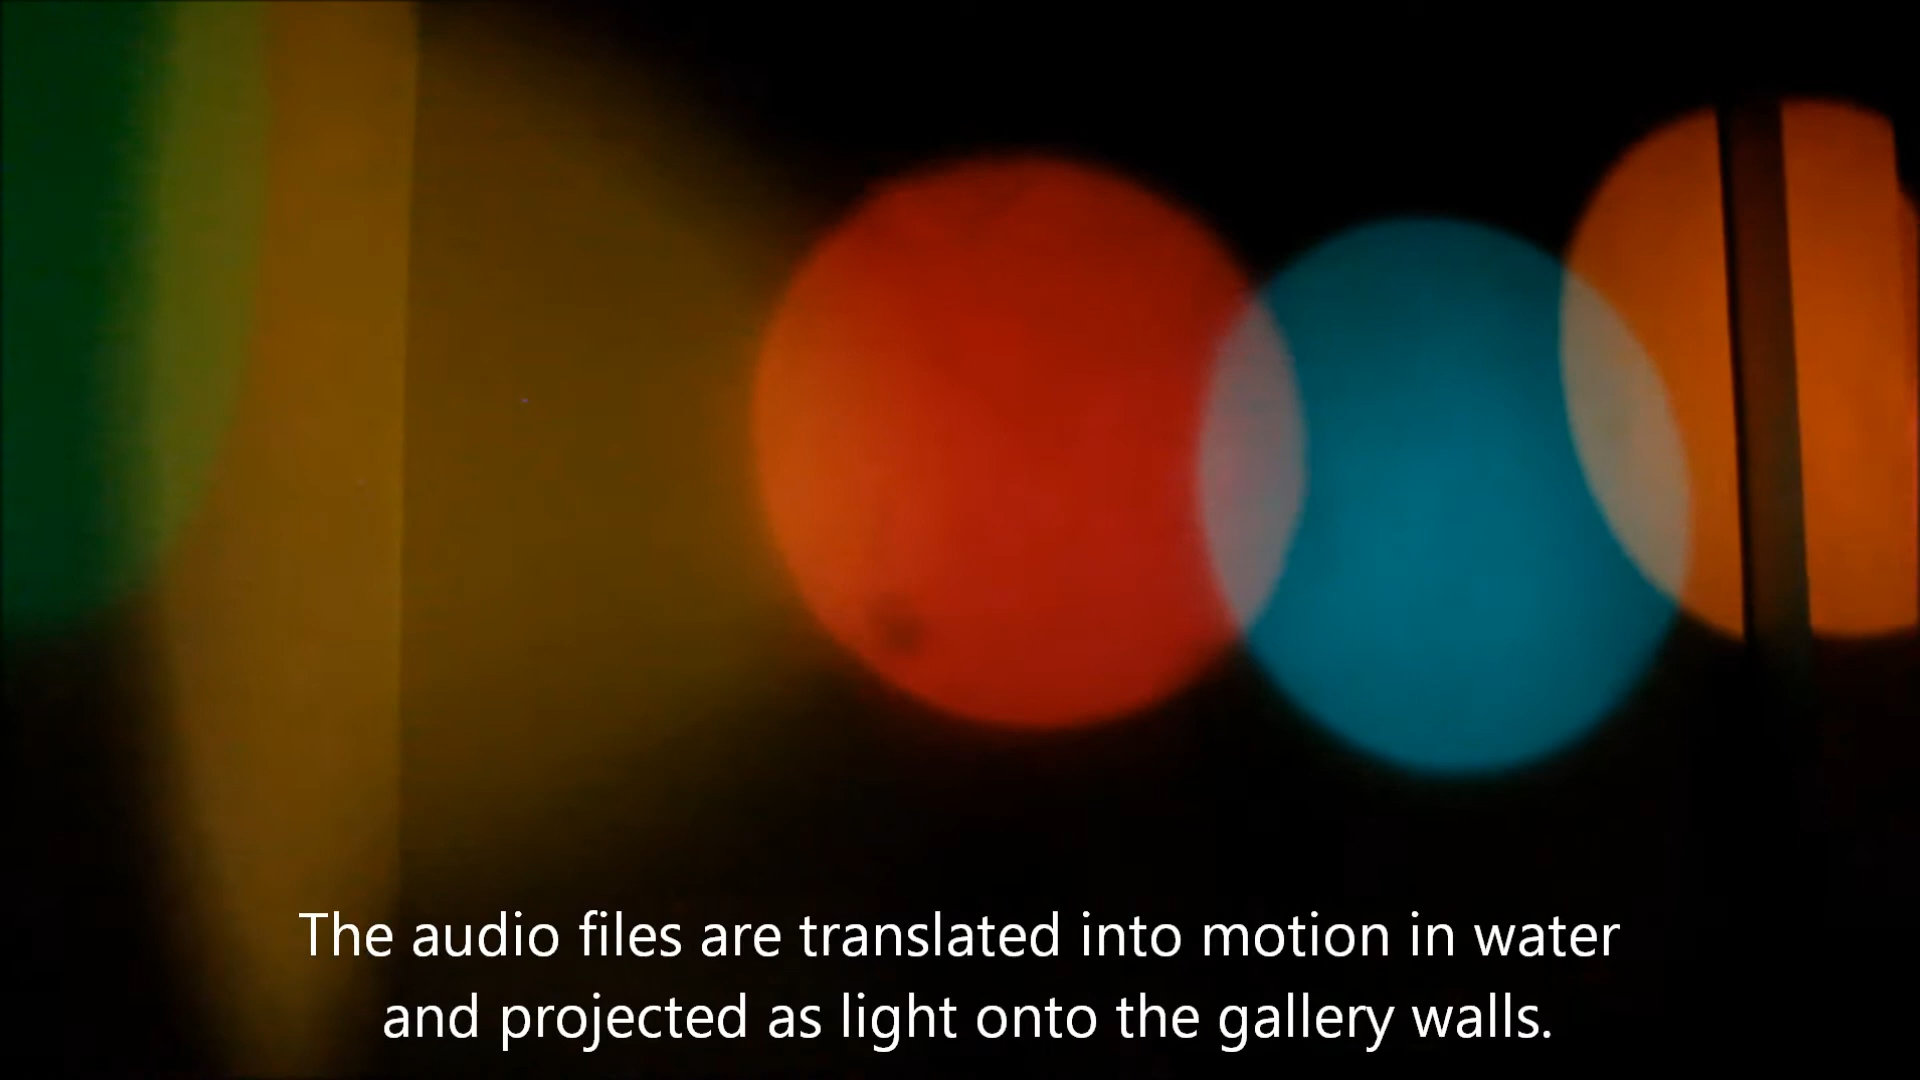 The audio files are translated into motion in water
and projected as light onto the gallery walls.